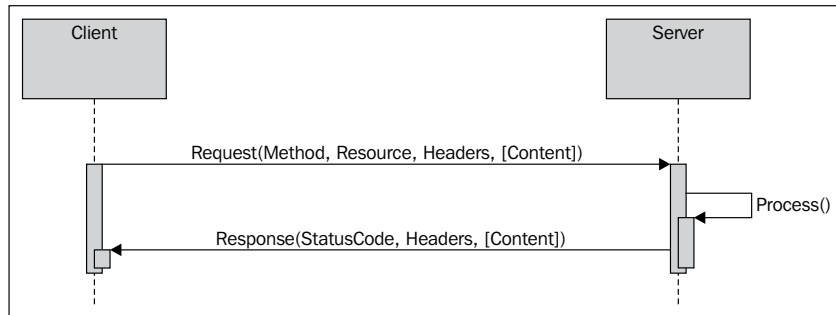 Client
Server
Request(Method, Resource, Headers, [Content])
Process()
Response(StatusCode, Headers, [Content])